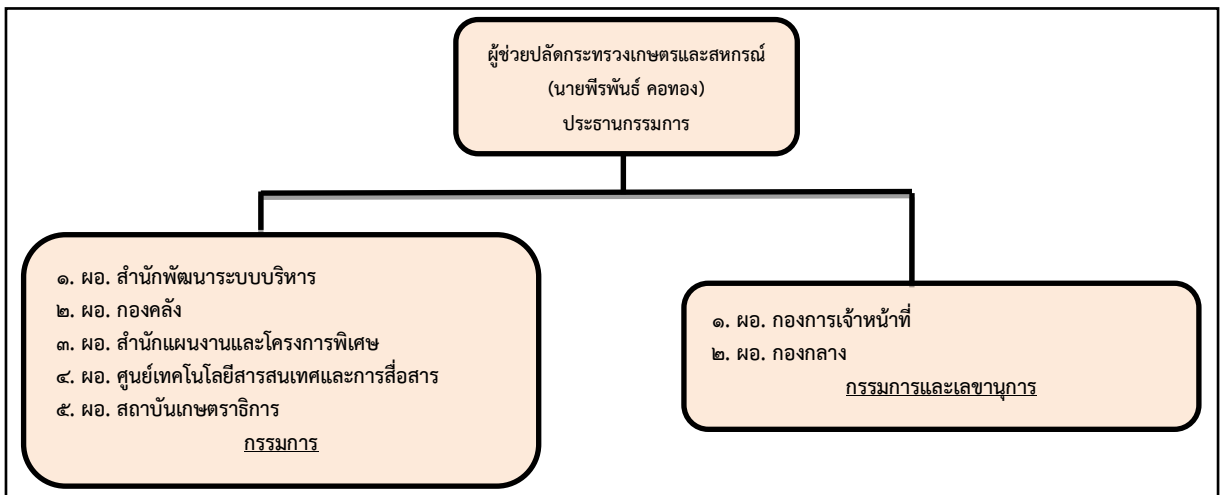 ผู้ช่วยปลัดกระทรวงเกษตรและสหกรณ์
(นายพีรพันธ์ คอทอง)
ประธานกรรมการ
๑. ผอ. สำนักพัฒนาระบบบริหาร
๒. ผอ. กองคลัง
๓. ผอ. สำนักแผนงานและโครงการพิเศษ
๔. ผอ. ศูนย์เทคโนโลยีสารสนเทศและการสื่อสาร
๕. ผอ. สถาบันเกษตราธิการ
กรรมการ
๑. ผอ. กองการเจ้าหน้าที่
๒. ผอ. กองกลาง
กรรมการและเลขานุการ